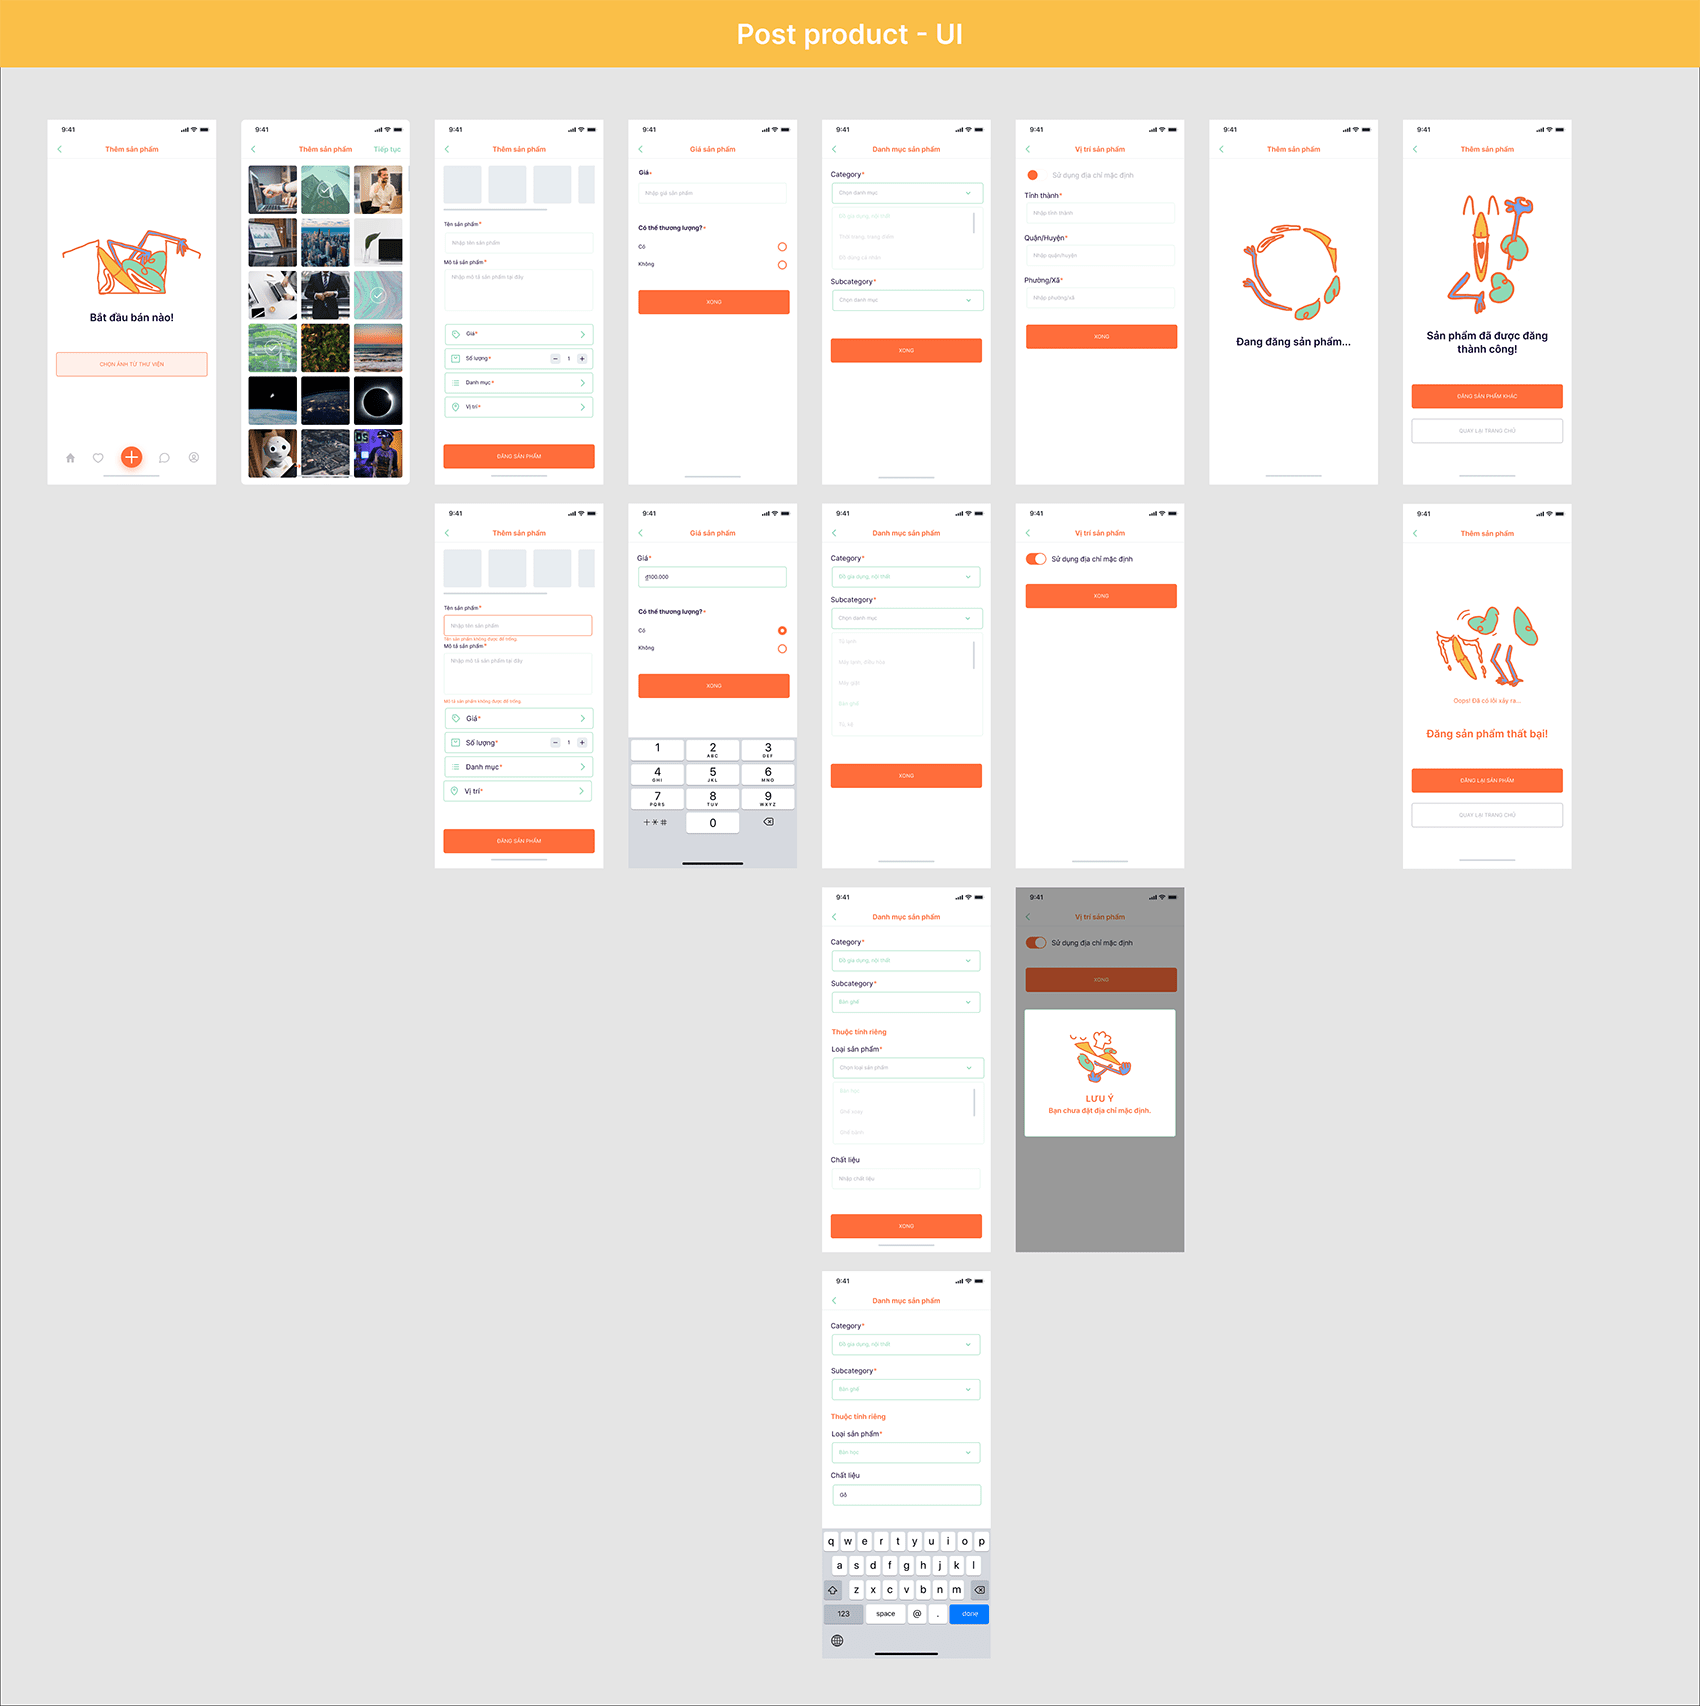 Post product - UI
9:41
Thêm sản phẩm
Bắt đầu bán nào!
CHỌN ẢNH TỪ THƯ VIỆN
9:41
Thêm sản phẩm
Tiếp tục
9:41
Thêm sản phẩm
Tên sản phẩm*
Nhập tên sản phẩm
Mô tả sản phẩm*
Nhập mô tả sản phẩm tại đây
Giá*
Số lượng*
1
Danh mục*
Vị trí*
ĐĂNG SẢN PHẨM
9:41
Giá sản phẩm
Giá*
Nhập giá sản phẩm
Có thể thương lượng?*
Có
Không
XONG
9:41
Danh mục sản phẩm
Category*
Chọn danh mục
Đồ gia dụng, nội thất
Thời trang, trang điểm
Đồ dùng cá nhân
Subcategory*
Chọn danh mục
XONG
9:41
Vị trí sản phẩm
Sử dụng địa chỉ mặc định
Tỉnh thành*
Nhập tỉnh thành
Quận/Huyện*
Nhập quận/huyện
Phường/Xã*
Nhập phường/xã
XONG
9:41
Thêm sản phẩm
Đang đăng sản phẩm...
9:41
Thêm sản phẩm
Sản phẩm đã được đăng
thành công!
ĐĂNG SẢN PHẨM KHÁC
QUAY LẠI TRANG CHỦ
9:41
Thêm sản phẩm
Tên sản phẩm*
Nhập tên sản phẩm
Tên sản phẩm không được để trống.
Mô tả sản phẩm*
Nhập mô tả sản phẩm tại đây
Mô tả sản phẩm không được để trống.
Giá*
Số lượng*
1
Danh mục*
Vị trí*
ĐĂNG SẢN PHẨM
9:41
Giá sản phẩm
Giá*
₫100.000
Có thể thương lượng?*
Có
Không
XONG
1
2 ABC
3 DEF
4 GHI
5 JKL
6 MNO
7 PQRS
8 TUV
9 WXYZ
+*#
0
9:41
Danh mục sản phẩm
Category*
Đồ gia dụng, nội thất
Subcategory*
Chọn danh mục
Tủ lạnh
Máy lạnh, điều hòa
Máy giặt
Bàn ghế
Tủ, kệ
XONG
9:41
Vị trí sản phẩm
Sử dụng địa chỉ mặc định
XONG
9:41
Thêm sản phẩm
Oops! Đã có lỗi xảy ra...
Đăng sản phẩm thất bại!
ĐĂNG LẠI SẢN PHẨM
QUAY LẠI TRANG CHỦ
9:41
Danh mục sản phẩm
Category*
Đồ gia dụng, nội thất
Subcategory*
Bàn ghế
Thuộc tính riêng
Loại sản phẩm*
Chọn loại sản phẩm
Bàn học
Ghế xoay
Ghế bành
Chất liệu
Nhập chất liệu
XONG
9:41
Vị trí sản phẩm
Sử dụng địa chỉ mặc định
XONG
LƯU Ý
Bạn chưa đặt địa chỉ mặc định.
9:41
Danh mục sản phẩm
Category*
Đồ gia dụng, nội thất
Subcategory*
Bàn ghế
Thuộc tính riêng
Loại sản phẩm*
Bàn học
Chất liệu
Gỗ
q w e r t y u i o p
a s d f g h j k l
z x c v b n m
123 space @ . done